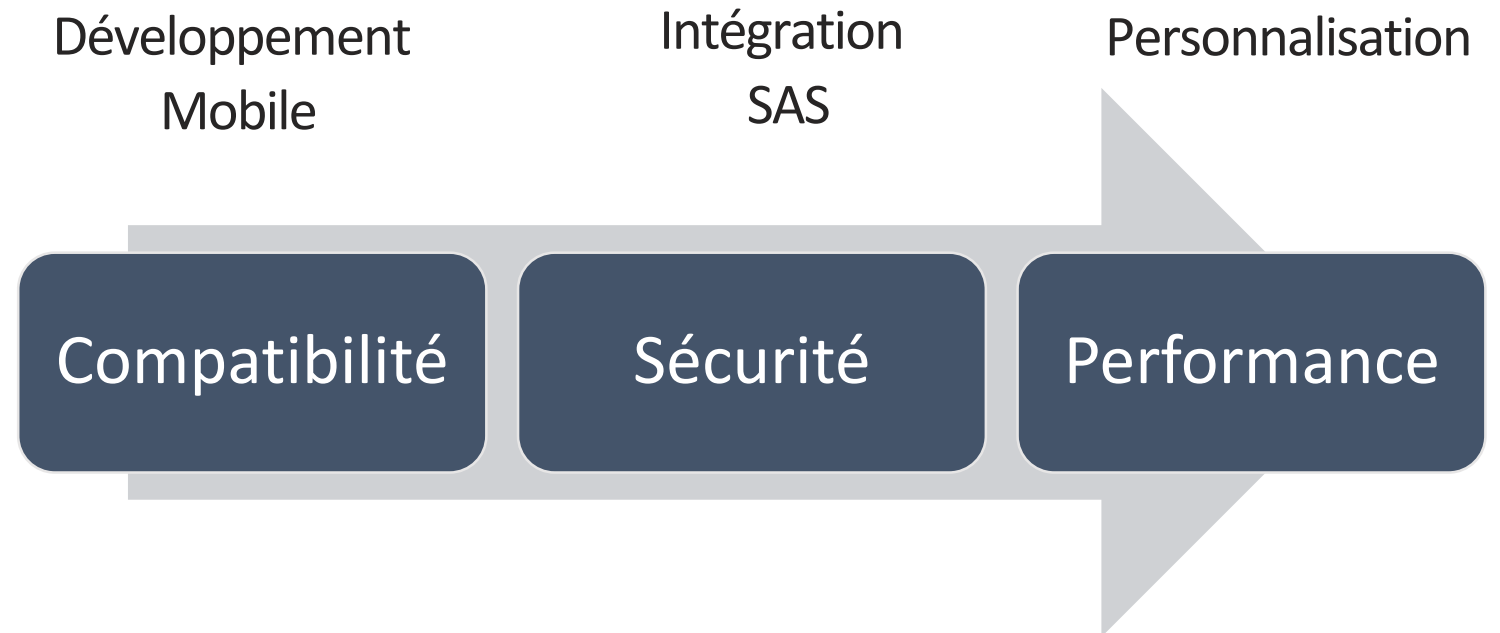 Développement
Mobile
Intégration
SAS
Personnalisation
Compatibilité
Sécurité
Performance